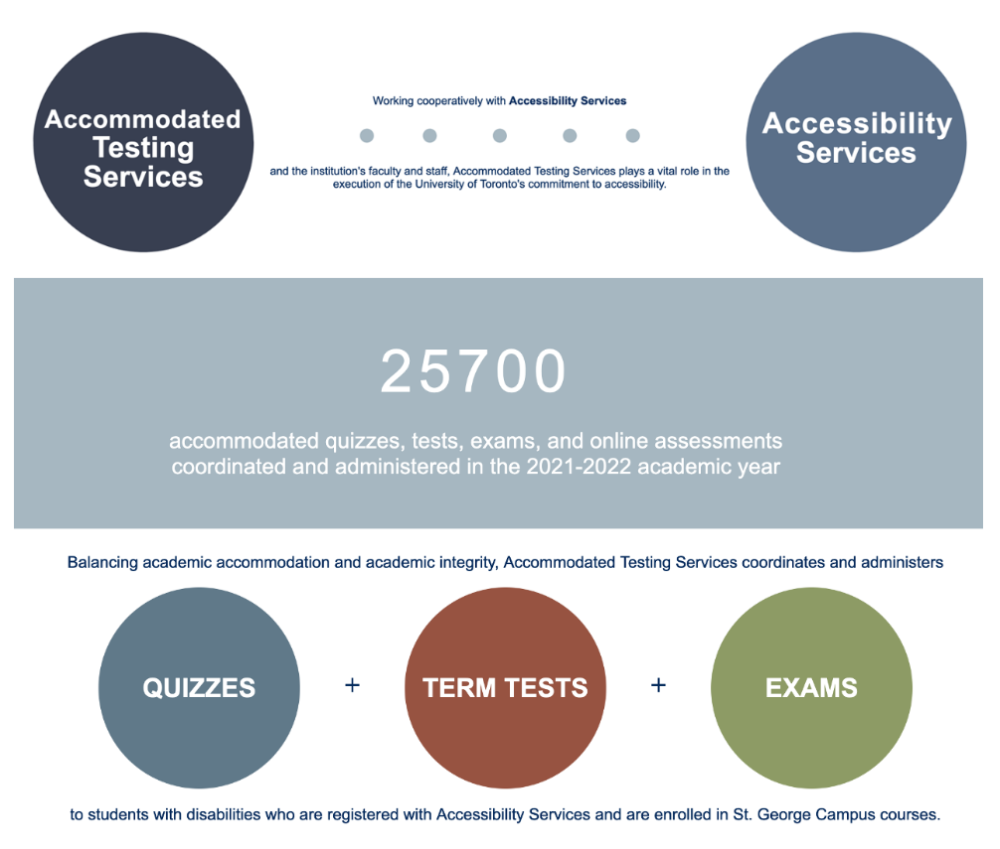 Accommodated
Testing
Services
Working cooperatively with Accessibility Services
and the institution's faculty and staff, Accommodated Testing Services plays a vital role in the
execution of the University of Toronto's commitment to accessibility.
Accessibility
Services
25700
accommodated quizzes, tests, exams, and online assessments
coordinated and administered in the 2021-2022 academic year
Balancing academic accommodation and academic integrity, Accommodated Testing Services coordinates and administers
QUIZZES + TERM TESTS + EXAMS
to students with disabilities who are registered with Accessibility Services and are enrolled in St. George Campus courses.